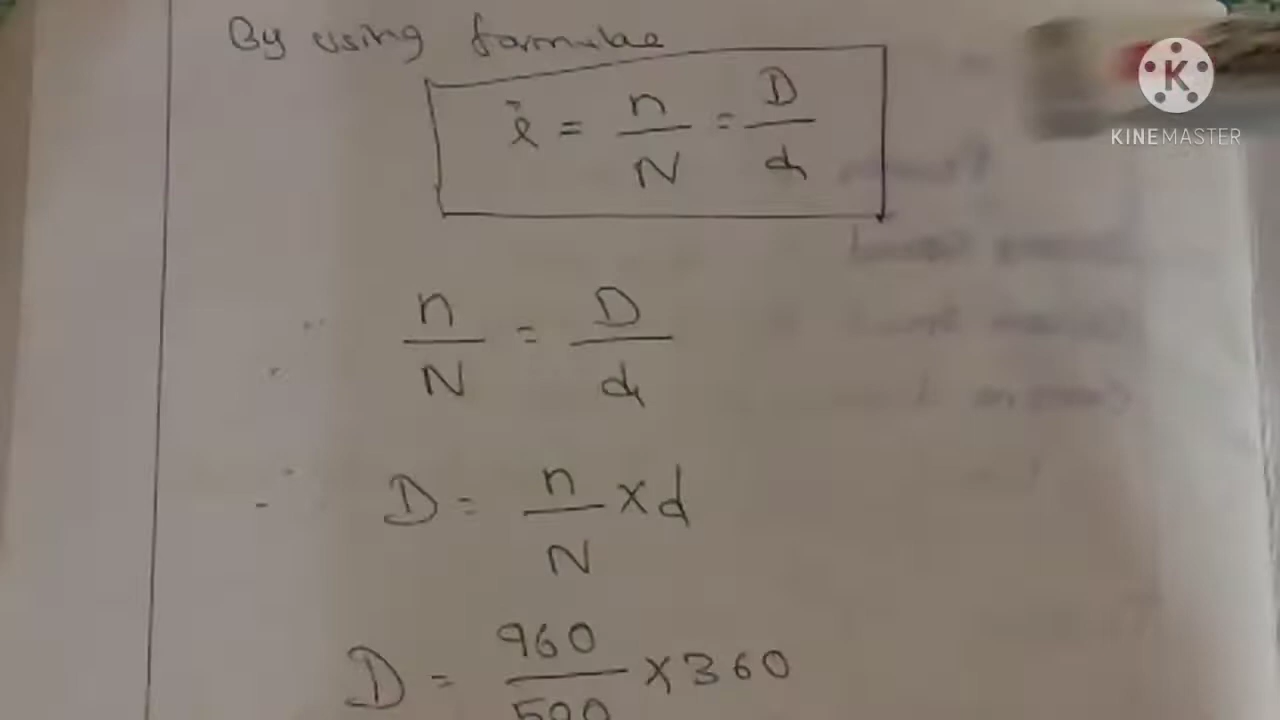 By using formulae
i = n/N = D/d
n/N = D/d
D = n/N × d
D = 960/500 × 360
KINEMASTER